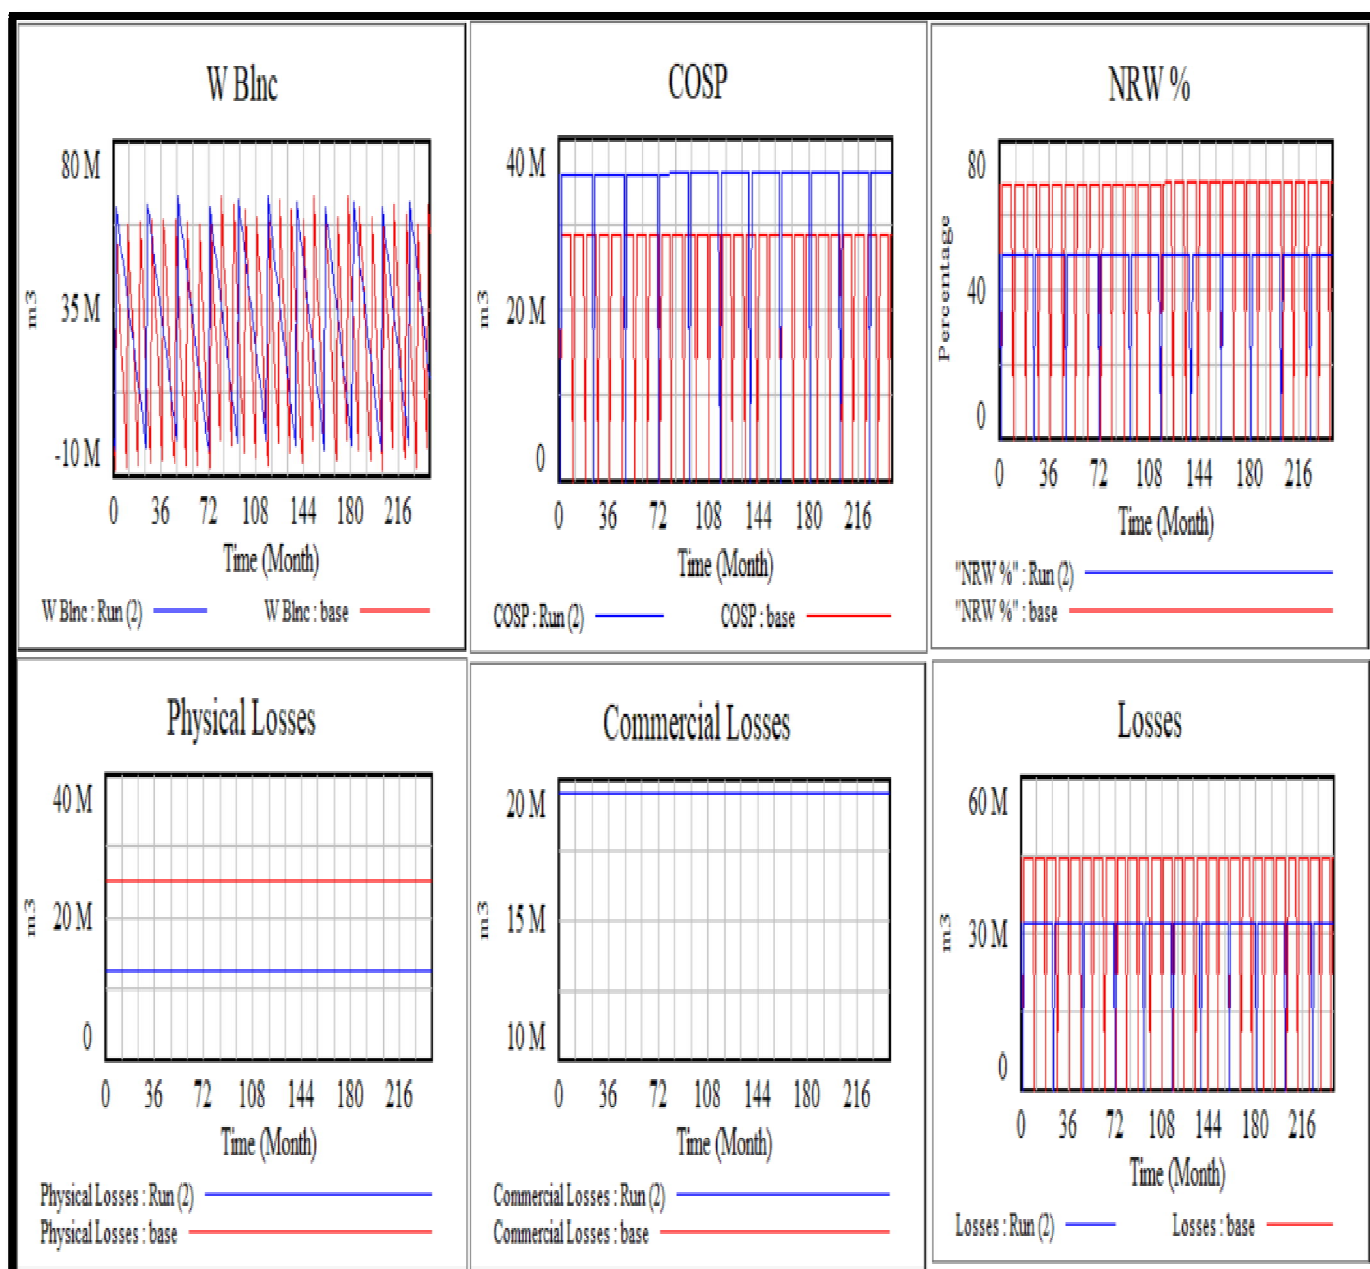 W Blnc
80 M
35 M
-10 M
m3
0 36 72 108 144 180 216
Time (Month)
W Blnc : Run (2)
W Blnc : base
COSP
40 M
20 M
0
m3
0 36 72 108 144 180 216
Time (Month)
COSP : Run (2)
COSP : base
NRW %
80
40
0
Percentage
0 36 72 108 144 180 216
Time (Month)
"NRW %" : Run (2)
"NRW %" : base
Physical Losses
40 M
20 M
0
m3
0 36 72 108 144 180 216
Time (Month)
Physical Losses : Run (2)
Physical Losses : base
Commercial Losses
20 M
15 M
10 M
m3
0 36 72 108 144 180 216
Time (Month)
Commercial Losses : Run (2)
Commercial Losses : base
Losses
60 M
30 M
0
m3
0 36 72 108 144 180 216
Time (Month)
Losses : Run (2)
Losses : base